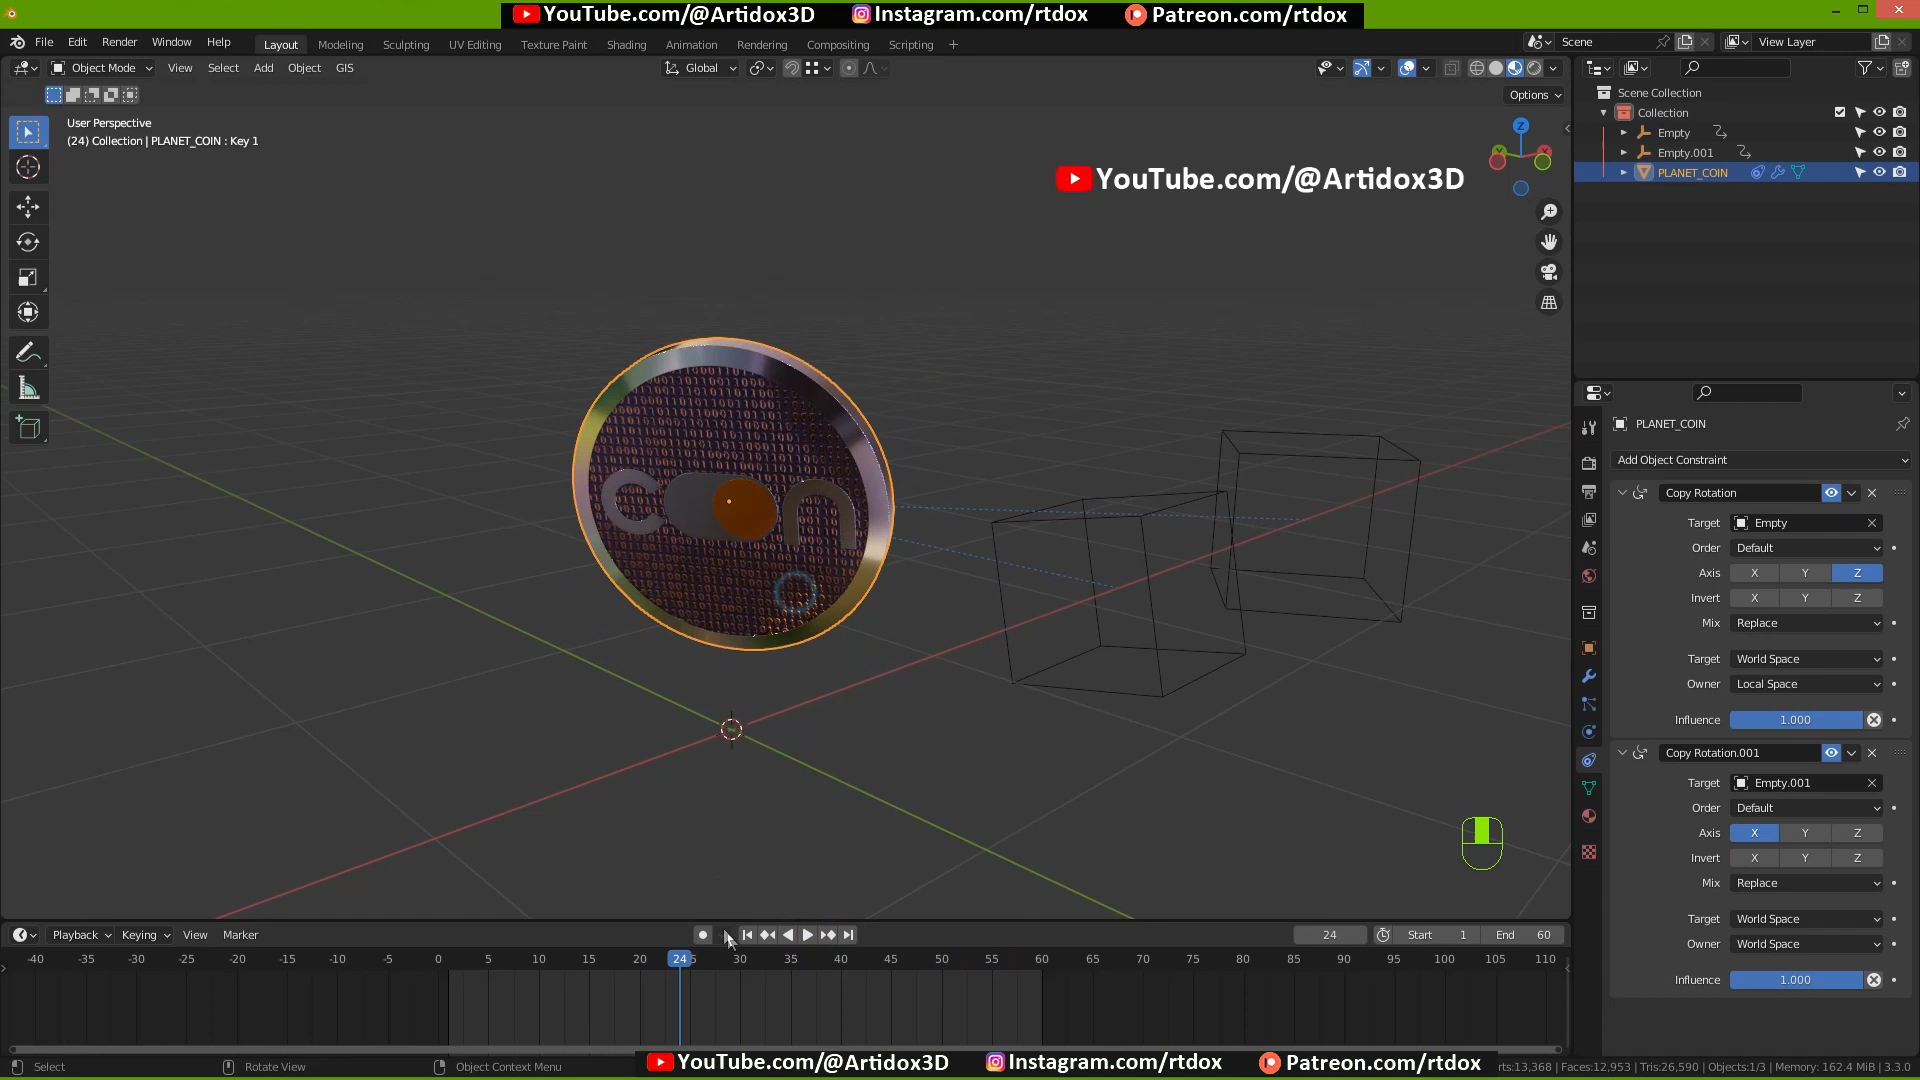 YouTube.com/@Artidox3D Instagram.com/rtdox Patreon.com/rtdox
File Edit Render Window Help Layout Modeling Sculpting UV Editing Texture Paint Shading Animation Rendering Compositing Scripting + Scene View Layer
Object Mode View Select Add Object GIS Global
Options
User Perspective
(24) Collection | PLANET_COIN : Key 1
YouTube.com/@Artidox3D
Z
Scene Collection
Collection
Empty
Empty.001
PLANET_COIN
coon
PLANET_COIN
Add Object Constraint
Copy Rotation
Target Empty
Order Default
Axis X Y Z
Invert X Y Z
Mix Replace
Target World Space
Owner Local Space
Influence 1.000
Copy Rotation.001
Target Empty.001
Order Default
Axis X Y Z
Invert X Y Z
Mix Replace
Target World Space
Owner World Space
Influence 1.000
Playback Keying View Marker 24 Start 1 End 60
-40 -35 -30 -25 -20 -15 -10 -5 0 5 10 15 20 24 30 35 40 45 50 55 60 65 70 75 80 85 90 95 100 105 110
Select Rotate View Object Context Menu YouTube.com/@Artidox3D Instagram.com/rtdox Patreon.com/rtdox rts:13,368 | Faces:12,953 | Tris:26,590 | Objects:1/3 | Memory: 162.4 MiB | 3.3.0